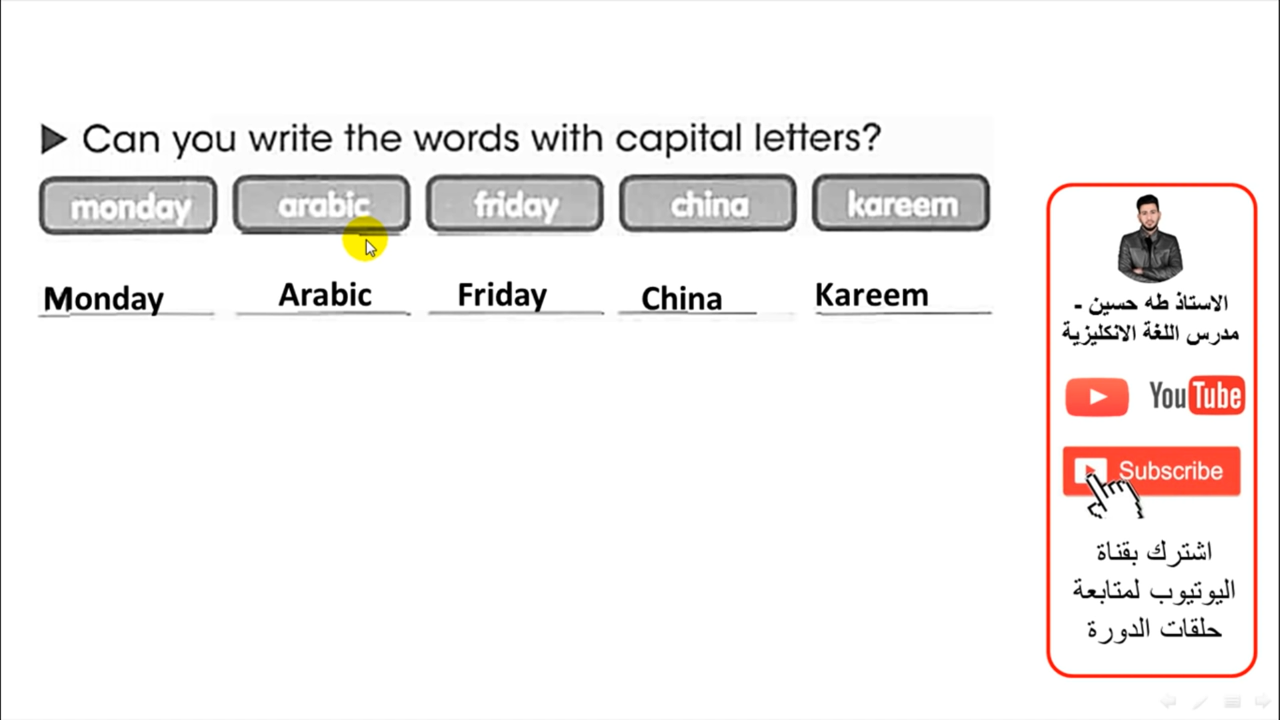 Can you write the words with capital letters?
monday arabic friday china kareem
Monday Arabic Friday China Kareem
الاستاذ طه حسين -
مدرس اللغة الانكليزية
YouTube
Subscribe
اشترك بقناة
اليوتيوب لمتابعة
حلقات الدورة